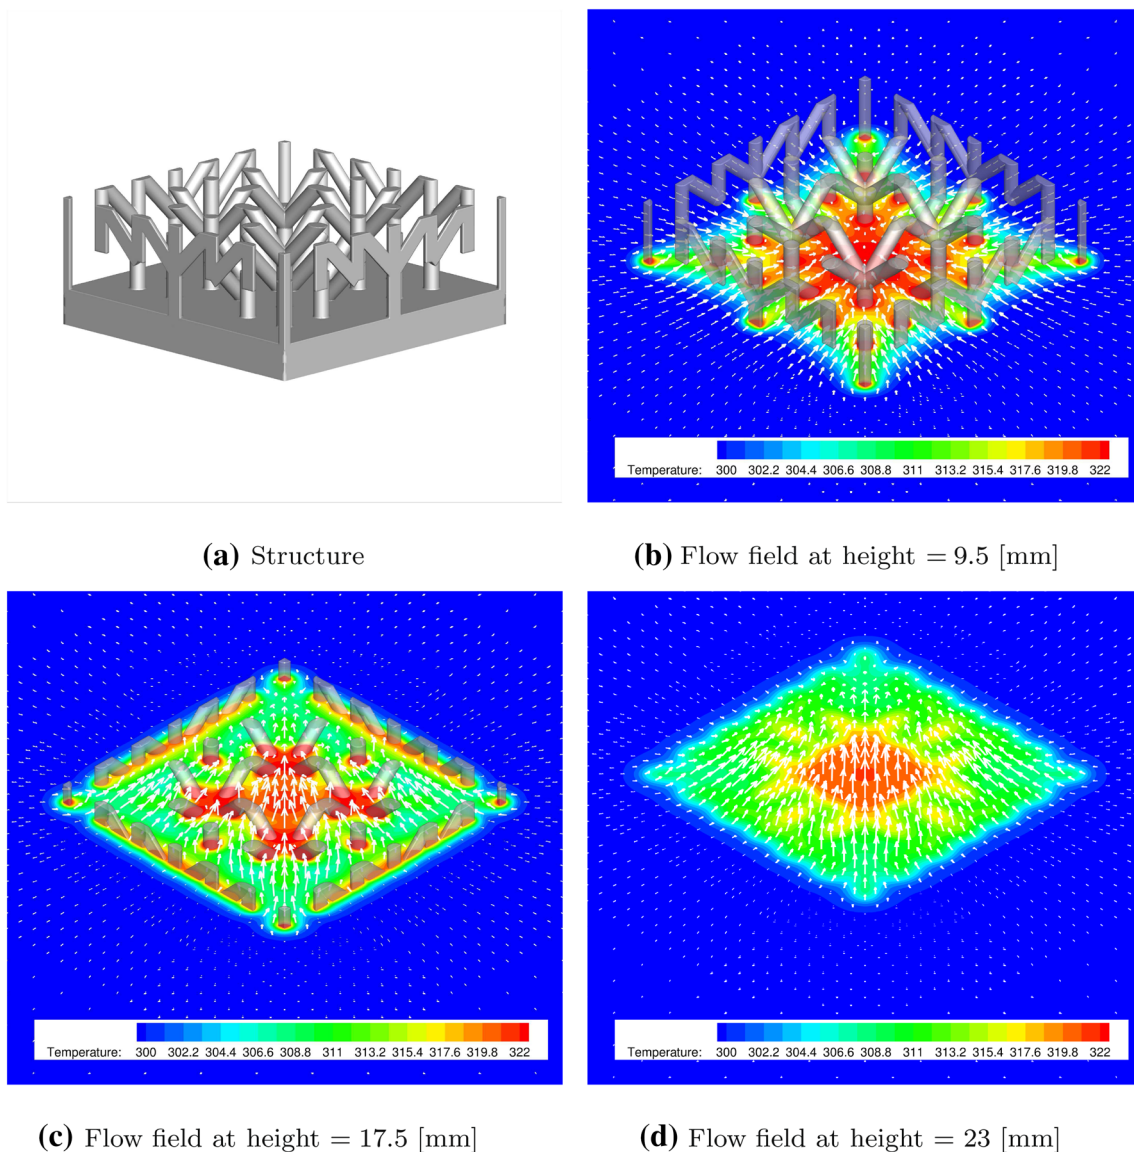 Temperature: 300 302.2 304.4 306.6 308.8 311 313.2 315.4 317.6 319.8 322
(a) Structure
(b) Flow field at height = 9.5 [mm]
Temperature: 300 302.2 304.4 306.6 308.8 311 313.2 315.4 317.6 319.8 322
Temperature: 300 302.2 304.4 306.6 308.8 311 313.2 315.4 317.6 319.8 322
(c) Flow field at height = 17.5 [mm]
(d) Flow field at height = 23 [mm]